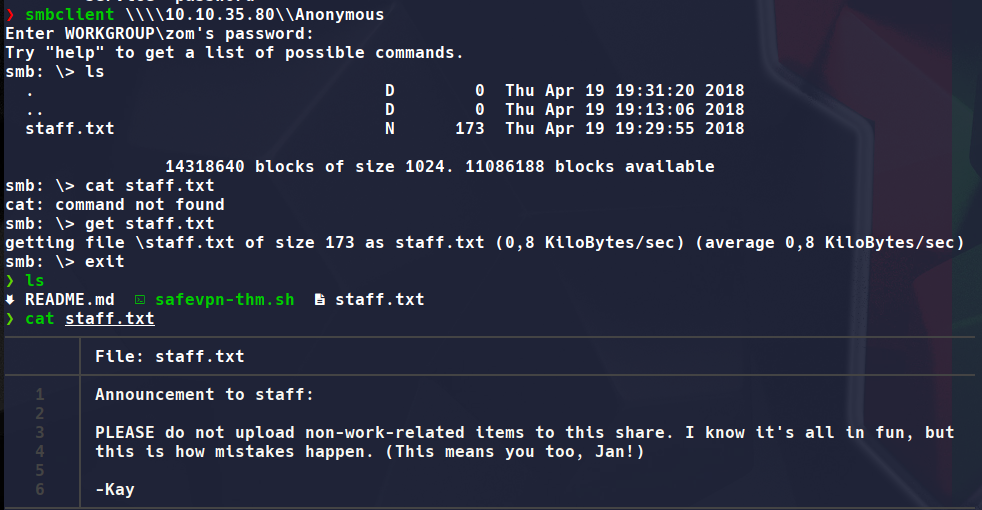 ❯ smbclient \\\\10.10.35.80\\Anonymous
Enter WORKGROUP\zom's password:
Try "help" to get a list of possible commands.
smb: \> ls
  .                                   D        0  Thu Apr 19 19:31:20 2018
  ..                                  D        0  Thu Apr 19 19:13:06 2018
  staff.txt                           N      173  Thu Apr 19 19:29:55 2018
                14318640 blocks of size 1024. 11086188 blocks available
smb: \> cat staff.txt
cat: command not found
smb: \> get staff.txt
getting file \staff.txt of size 173 as staff.txt (0,8 KiloBytes/sec) (average 0,8 KiloBytes/sec)
smb: \> exit
❯ ls
README.md  safevpn-thm.sh  staff.txt
❯ cat staff.txt
File: staff.txt
1 Announcement to staff:
2
3 PLEASE do not upload non-work-related items to this share. I know it's all in fun, but
4 this is how mistakes happen. (This means you too, Jan!)
5
6 -Kay